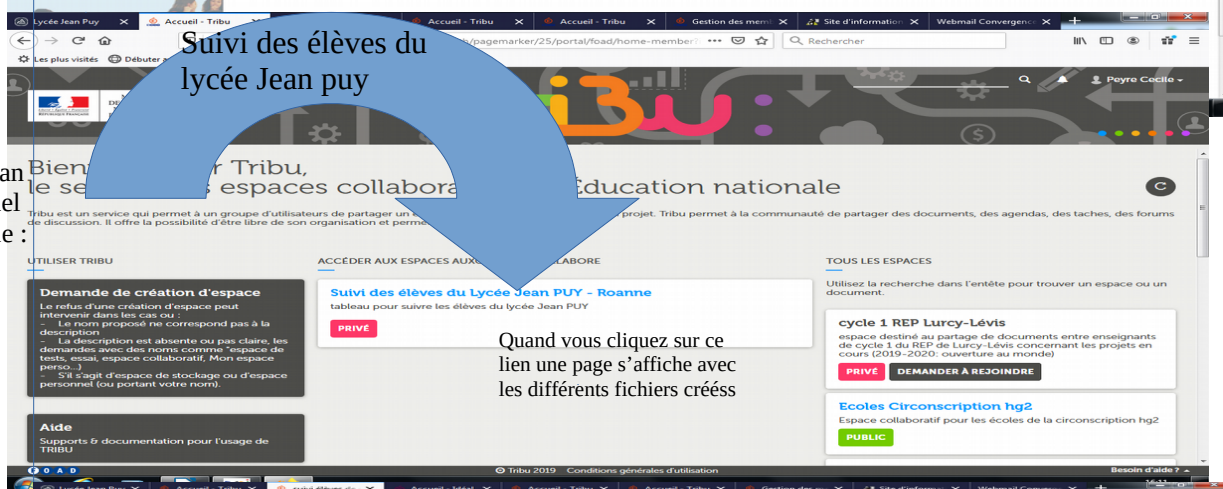 Lycée Jean Puy
Accueil - Tribu
Accueil - Tribu
Accueil - Tribu
Gestion des mem
Site d'information
Webmail Convergenc
/pagemarker/25/portal/foad/home-member
Rechercher
Les plus visités
Débuter a
Suivi des élèves du
lycée Jean puy
Peyre Cecile
Bien
r Tribu,
le se
espaces collabora
Éducation nationale
Tribu est un service qui permet à un groupe d'utilisateurs de partager un
projet. Tribu permet à la communauté de partager des documents, des agendas, des taches, des forums
de discussion. Il offre la possibilité d'être libre de son organisation et perme
UTILISER TRIBU
Demande de création d'espace
Le refus d'une création d'espace peut
intervenir dans les cas ou :
- Le nom proposé ne correspond pas à la
description
- La description est absente ou pas claire, les
demandes avec des noms comme "espace de
tests, essai, espace collaboratif, Mon espace
perso...)
- S'il s'agit d'espace de stockage ou d'espace
personnel (ou portant votre nom).
Aide
Supports & documentation pour l'usage de
TRIBU
ACCÉDER AUX ESPACES AUX
LABORE
Suivi des élèves du Lycée Jean PUY - Roanne
tableau pour suivre les élèves du lycée Jean PUY
PRIVÉ
Quand vous cliquez sur ce
lien une page s'affiche avec
les différents fichiers crééss
TOUS LES ESPACES
Utilisez la recherche dans l'entête pour trouver un espace ou un
document.
cycle 1 REP Lurcy-Lévis
espace destiné au partage de documents entre enseignants
de cycle 1 du REP de Lurcy-Lévis concernant les projets en
cours (2019-2020: ouverture au monde)
PRIVÉ DEMANDER À REJOINDRE
Ecoles Circonscription hg2
Espace collaboratif pour les écoles de la circonscription hg2
PUBLIC
FOAD
Tribu 2019 Conditions générales d'utilisation
Besoin d'aide ?
16:11